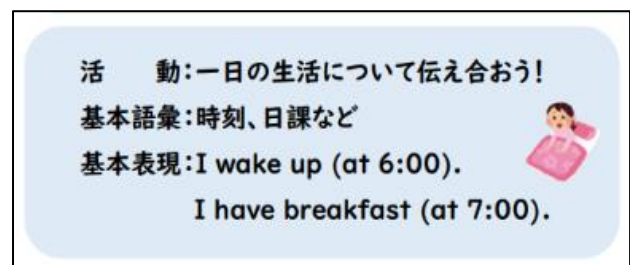 活　　動：一日の生活について伝え合おう！
基本語彙：時刻、日課など
基本表現：I wake up (at 6:00).
I have breakfast (at 7:00).